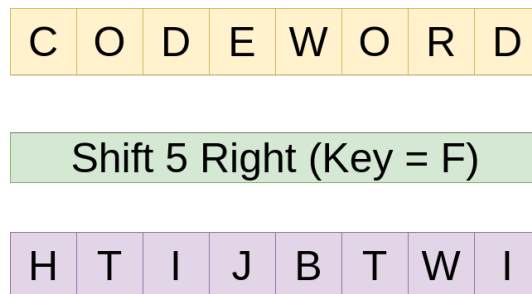 C O D E W O R D
Shift 5 Right (Key = F)
H T I J B T W I